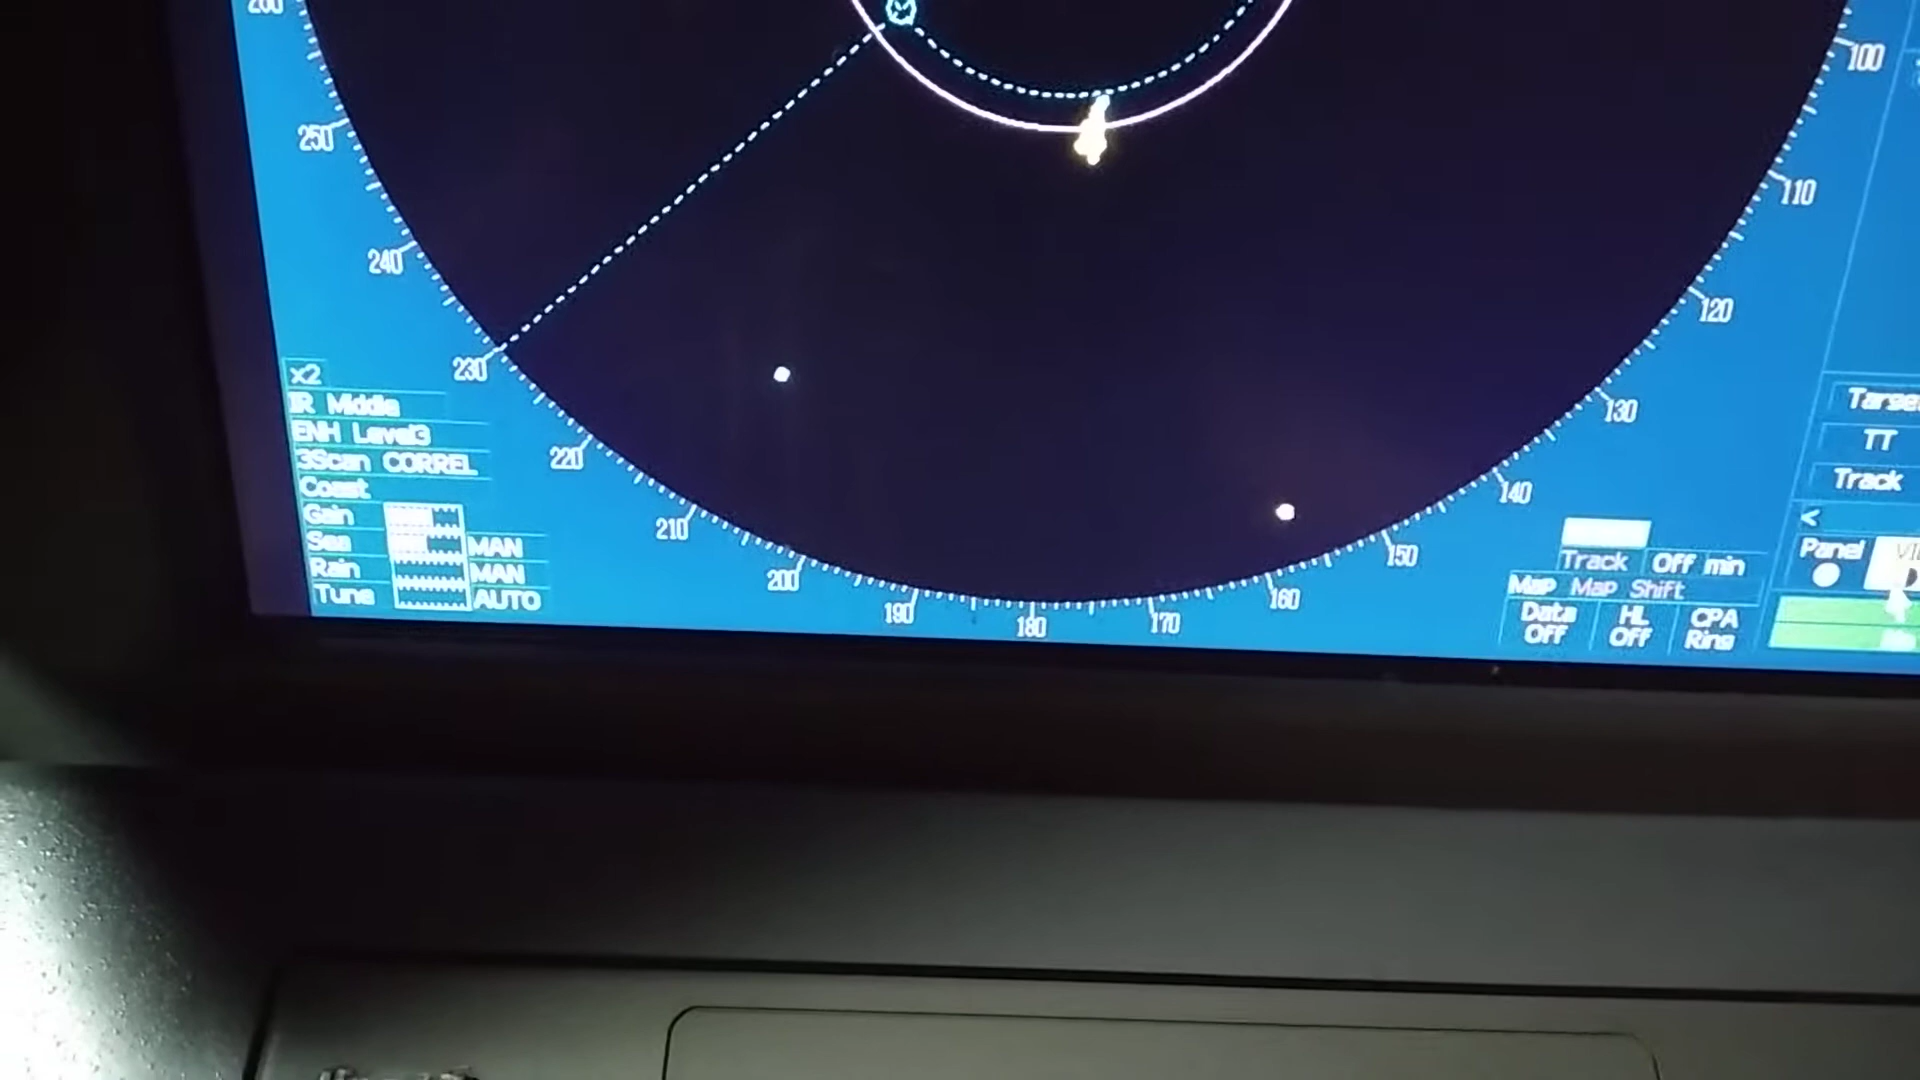 260
250
240
230
220
210
200
190
180
170
160
150
140
130
120
110
100
x2
IR Middle
ENH Level3
3Scan CORREL
Coast
Gain
Sea MAN
Rain MAN
Tune AUTO
Track Off min
Map Map Shift
Data Off
HL Off
CPA Ring
TT
Track
<
Panel